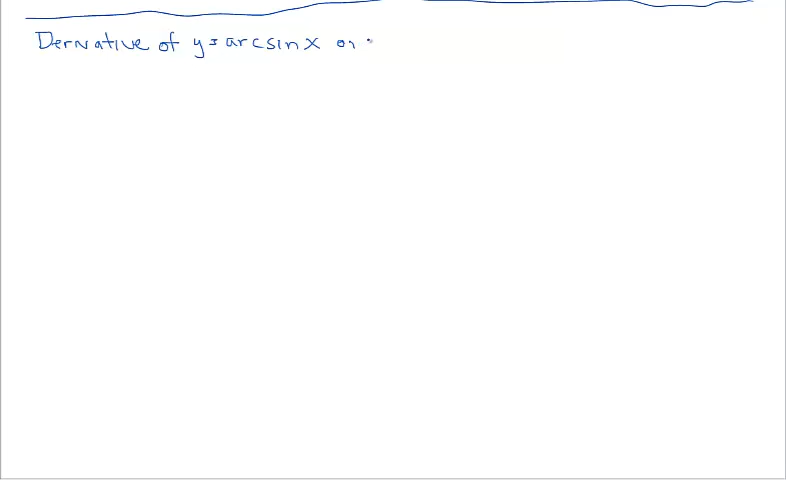 Derivative of y = arcsin x or